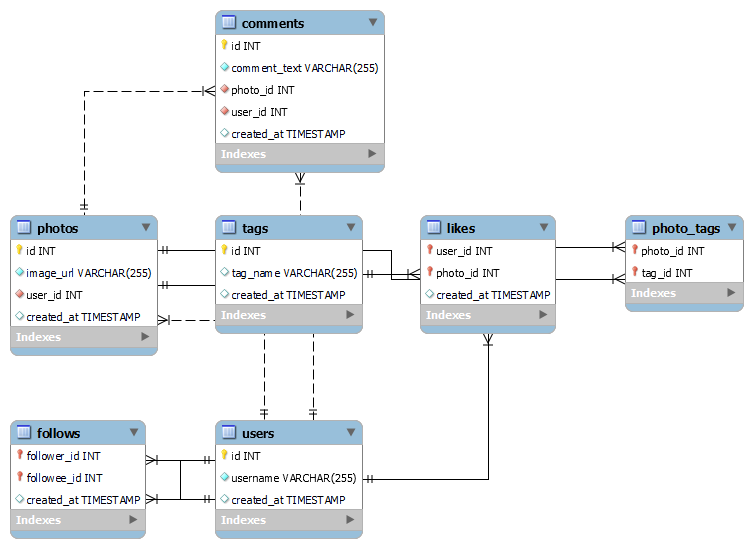 comments
id INT
comment_text VARCHAR(255)
photo_id INT
user_id INT
created_at TIMESTAMP
Indexes
photos
id INT
image_url VARCHAR(255)
user_id INT
created_at TIMESTAMP
Indexes
tags
id INT
tag_name VARCHAR(255)
created_at TIMESTAMP
Indexes
likes
user_id INT
photo_id INT
created_at TIMESTAMP
Indexes
photo_tags
photo_id INT
tag_id INT
Indexes
follows
follower_id INT
followee_id INT
created_at TIMESTAMP
Indexes
users
id INT
username VARCHAR(255)
created_at TIMESTAMP
Indexes